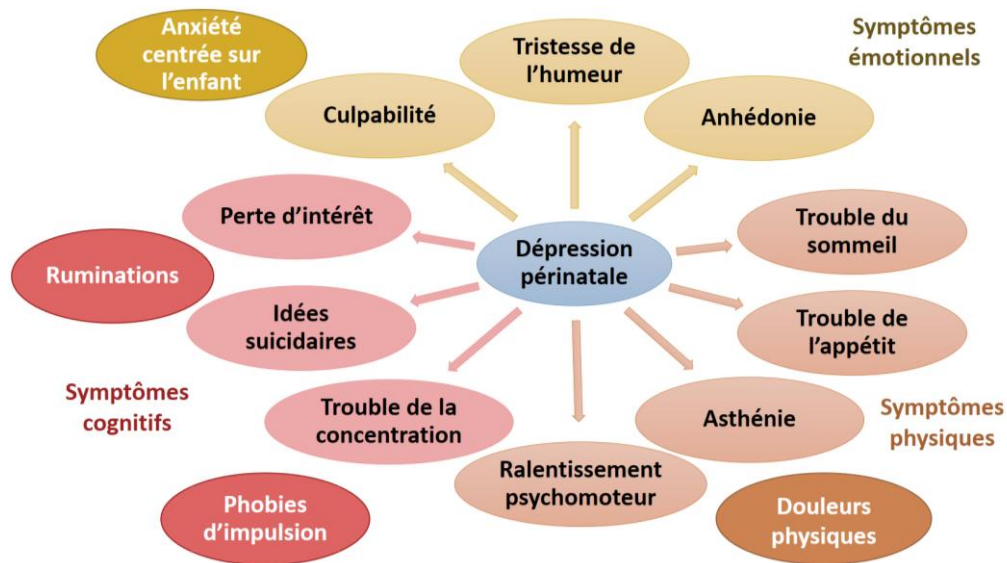 Anxiété
centrée sur
l’enfant
Tristesse de
l’humeur
Symptômes
émotionnels
Culpabilité
Anhédonie
Perte d’intérêt
Trouble du
sommeil
Dépression
périnatale
Ruminations
Idées
suicidaires
Trouble de
l’appétit
Symptômes
cognitifs
Trouble de la
concentration
Asthénie
Symptômes
physiques
Ralentissement
psychomoteur
Phobies
d’impulsion
Douleurs
physiques